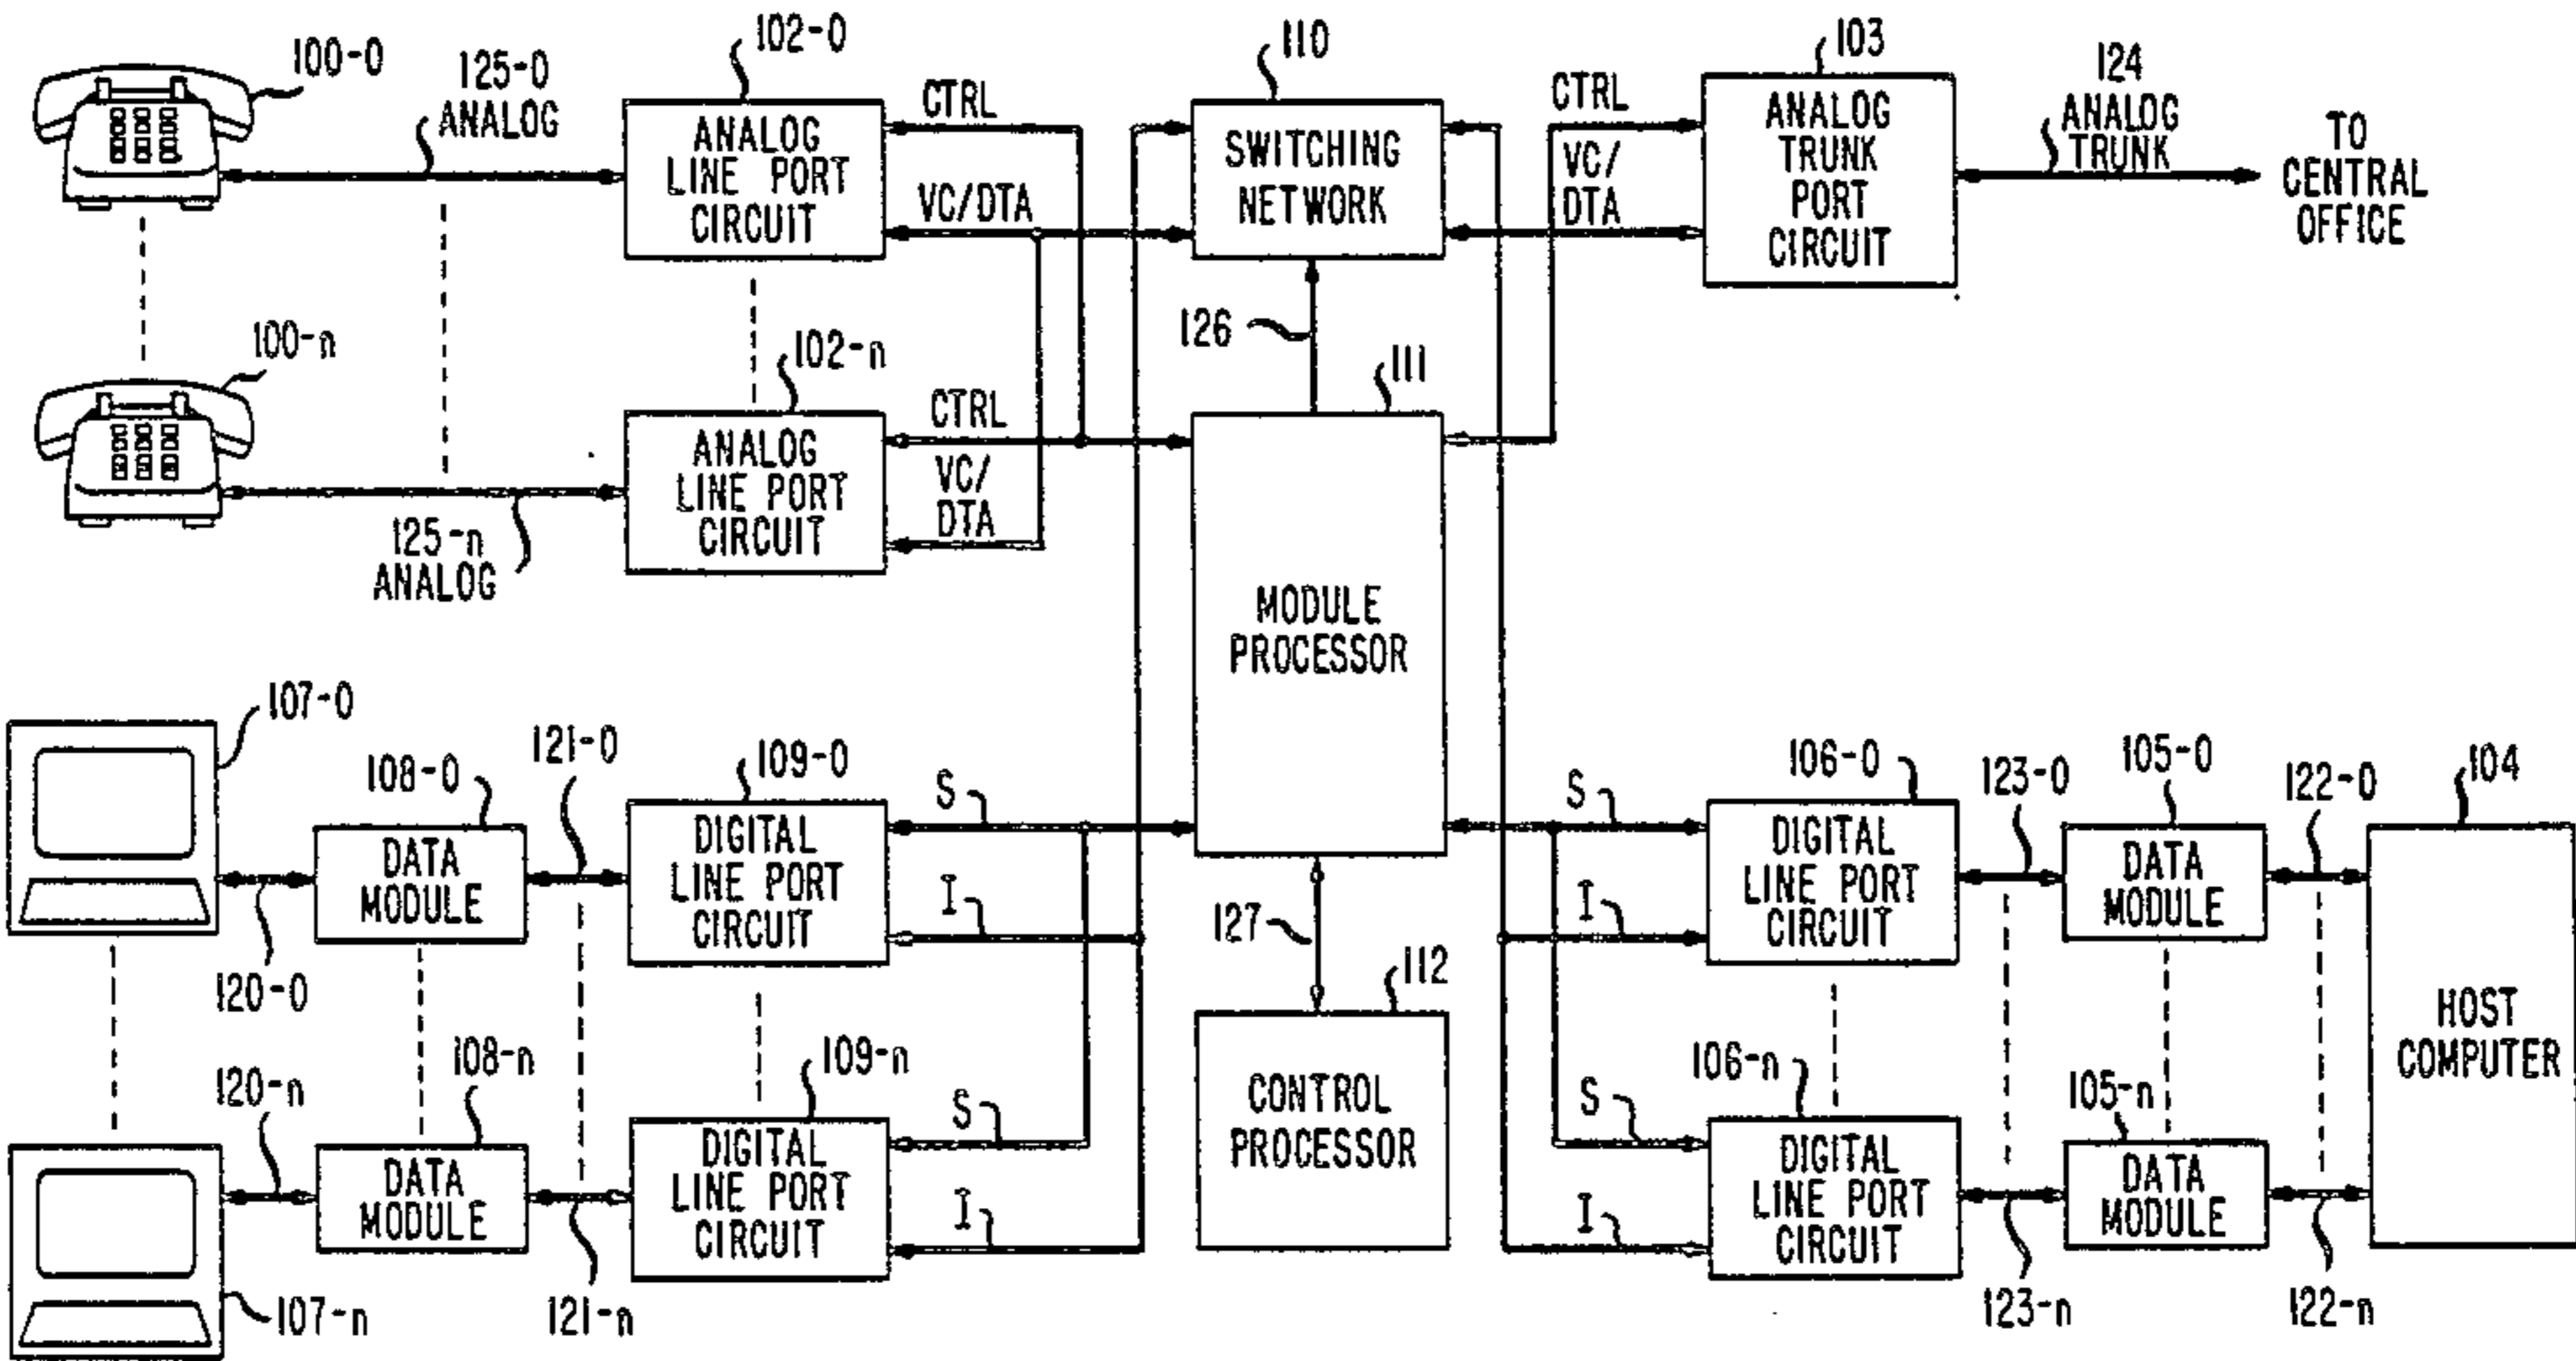 100-0
125-0
ANALOG
102-0
ANALOG
LINE PORT
CIRCUIT
CTRL
VC/DTA
110
SWITCHING
NETWORK
CTRL
VC/
DTA
103
ANALOG
TRUNK
PORT
CIRCUIT
124
ANALOG
TRUNK
TO
CENTRAL
OFFICE
100-n
125-n
ANALOG
102-n
ANALOG
LINE PORT
CIRCUIT
CTRL
VC/
DTA
126
111
MODULE
PROCESSOR
107-0
120-0
108-0
DATA
MODULE
121-0
109-0
DIGITAL
LINE PORT
CIRCUIT
S
I
127
112
CONTROL
PROCESSOR
S
I
106-0
DIGITAL
LINE PORT
CIRCUIT
123-0
105-0
DATA
MODULE
122-0
104
HOST
COMPUTER
107-n
120-n
108-n
DATA
MODULE
121-n
109-n
DIGITAL
LINE PORT
CIRCUIT
S
I
S
I
106-n
DIGITAL
LINE PORT
CIRCUIT
123-n
105-n
DATA
MODULE
122-n